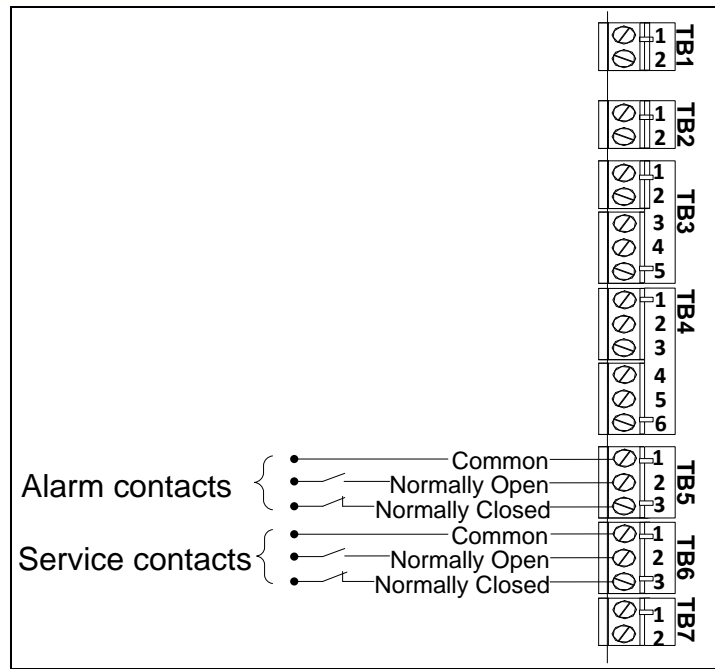 1
2
TB1
1
2
TB2
1
2
3
4
5
TB3
1
2
3
4
5
6
TB4
Alarm contacts
Common 1
Normally Open 2
Normally Closed 3
TB5
Service contacts
Common 1
Normally Open 2
Normally Closed 3
TB6
1
2
TB7